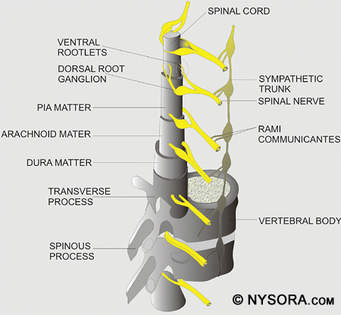 SPINAL CORD
VENTRAL
ROOTLETS
DORSAL ROOT
GANGLION
PIA MATTER
ARACHNOID MATER
DURA MATTER
TRANSVERSE
PROCESS
SPINOUS
PROCESS
SYMPATHETIC
TRUNK
SPINAL NERVE
RAMI
COMMUNICANTES
VERTEBRAL BODY
© NYSORA.COM